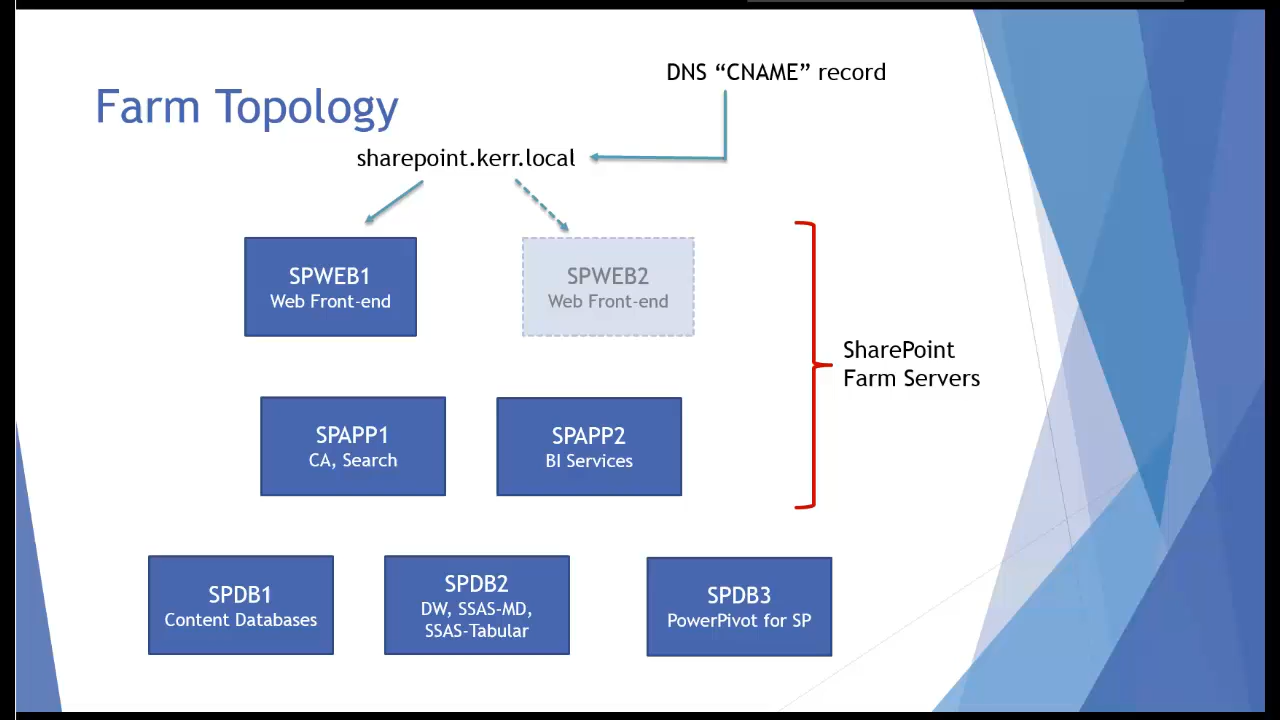 DNS “CNAME” record
Farm Topology
sharepoint.kerr.local
SPWEB1
Web Front-end
SPWEB2
Web Front-end
SharePoint
Farm Servers
SPAPP1
CA, Search
SPAPP2
BI Services
SPDB1
Content Databases
SPDB2
DW, SSAS-MD,
SSAS-Tabular
SPDB3
PowerPivot for SP